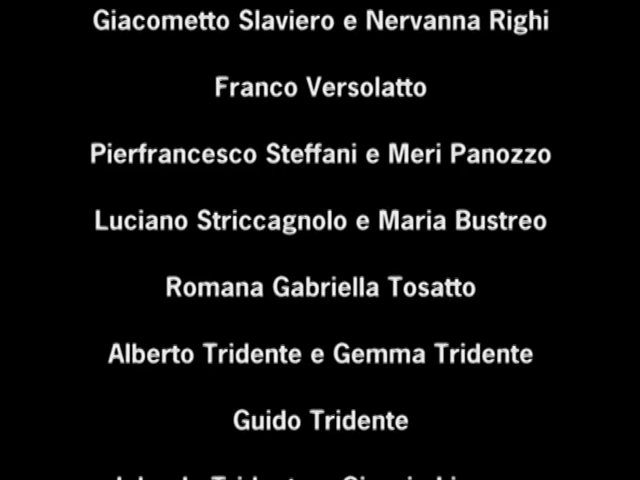 Giacometto Slaviero e Nervanna Righi
Franco Versolatto
Pierfrancesco Steffani e Meri Panozzo
Luciano Striccagnolo e Maria Bustreo
Romana Gabriella Tosatto
Alberto Tridente e Gemma Tridente
Guido Tridente